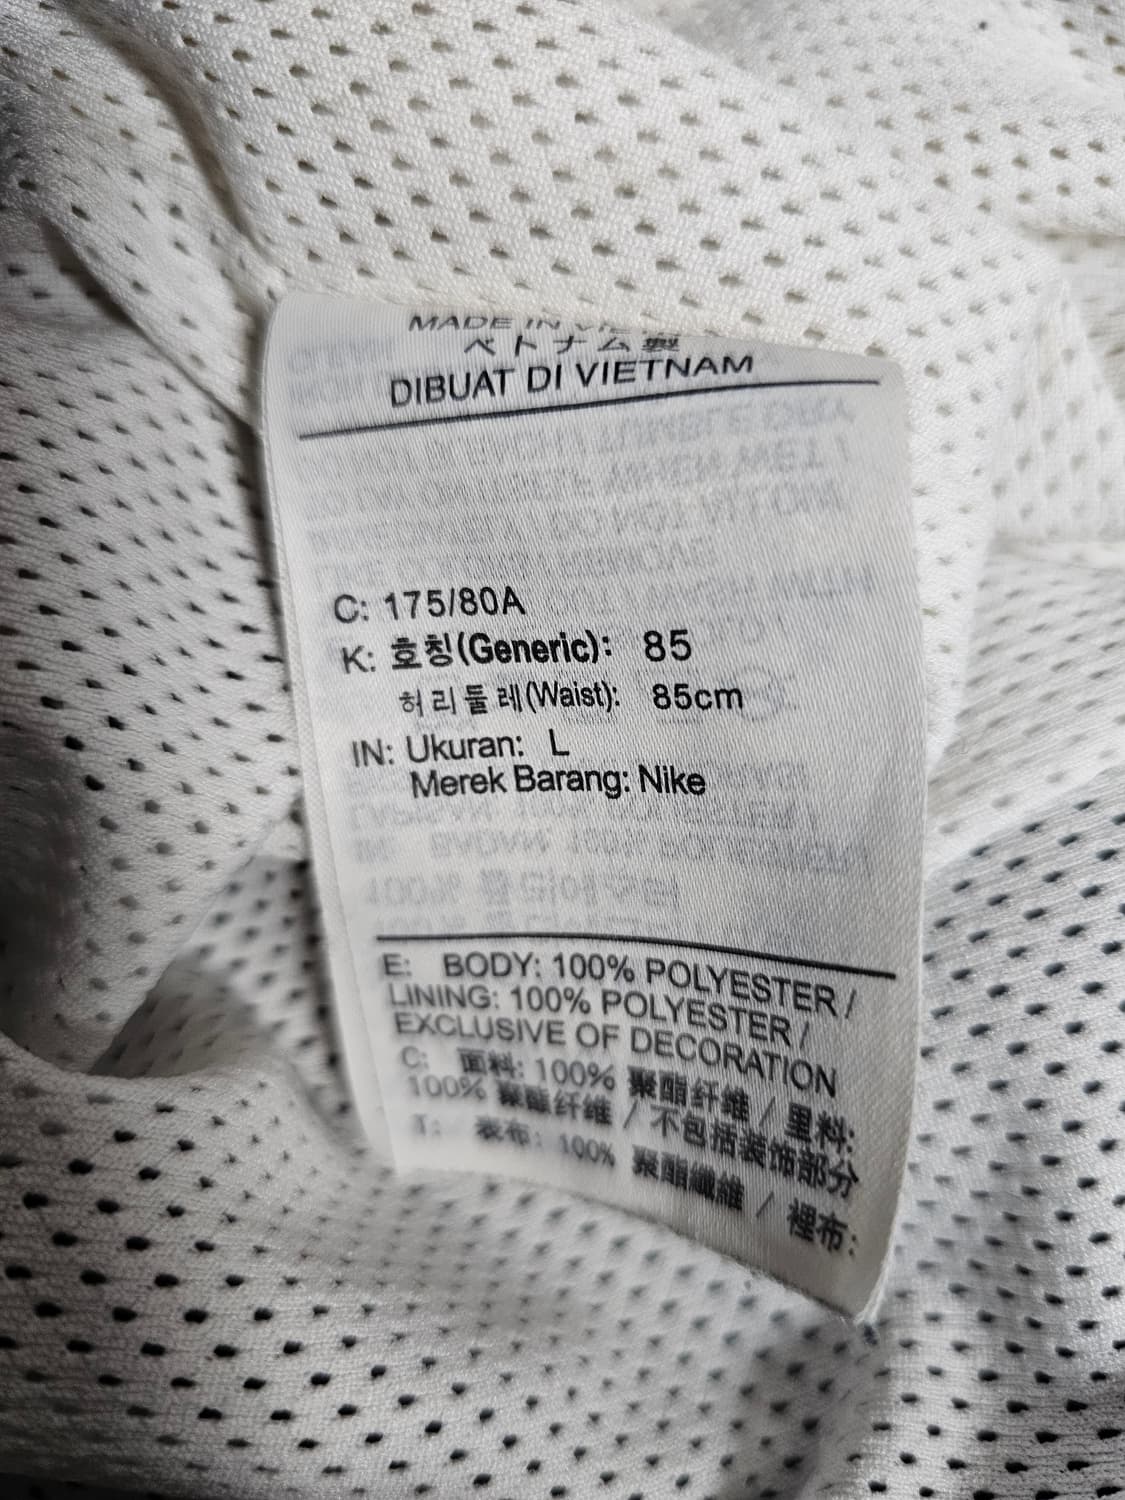 MADE IN
ベトナム製
DIBUAT DI VIETNAM
C: 175/80A
K: 호칭(Generic): 85
허리둘레(Waist): 85cm
IN: Ukuran: L
Merek Barang: Nike
E: BODY: 100% POLYESTER /
LINING: 100% POLYESTER /
EXCLUSIVE OF DECORATION
C: 面料: 100% 聚酯纤维 / 里料:
100% 聚酯纤维 / 不包括装饰部分
T: 表布: 100% 聚酯纖維 / 裡布: